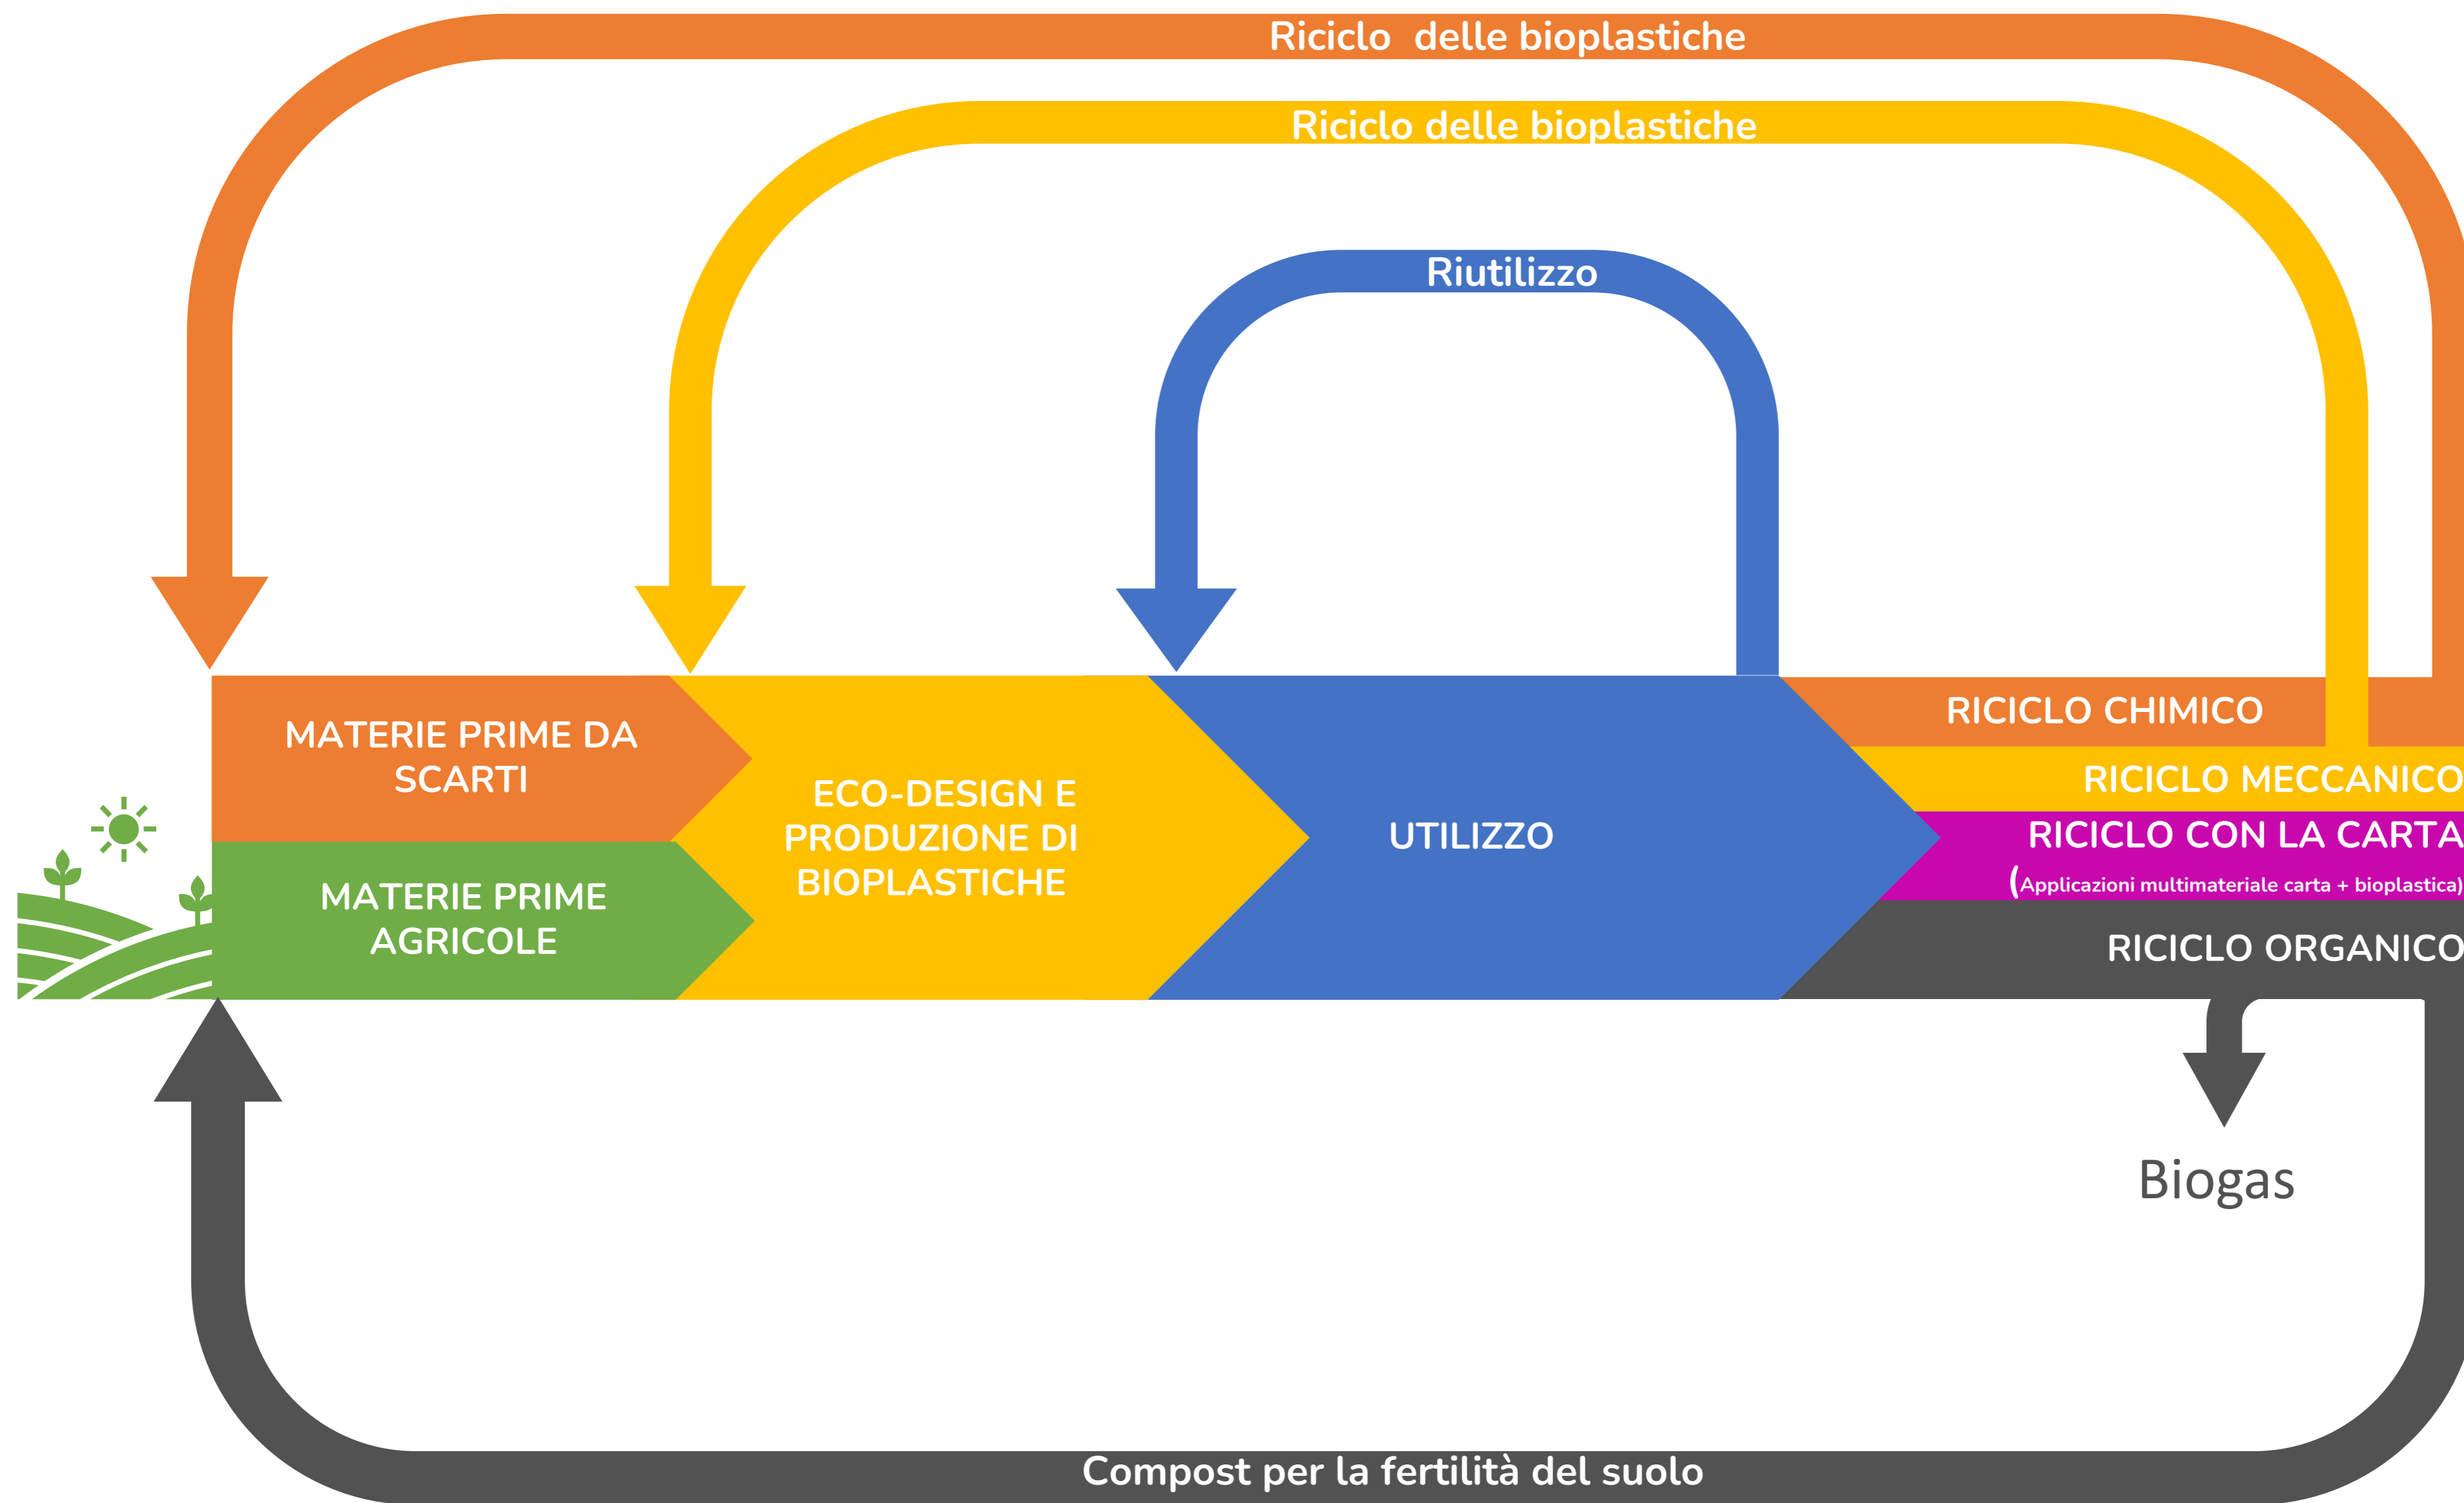 Riciclo delle bioplastiche
Riciclo delle bioplastiche
Riutilizzo
MATERIE PRIME DA
SCARTI
MATERIE PRIME
AGRICOLE
ECO-DESIGN E
PRODUZIONE DI
BIOPLASTICHE
UTILIZZO
RICICLO CHIMICO
RICICLO MECCANICO
RICICLO CON LA CARTA
(Applicazioni multimateriale carta + bioplastica)
RICICLO ORGANICO
Biogas
Compost per la fertilità del suolo